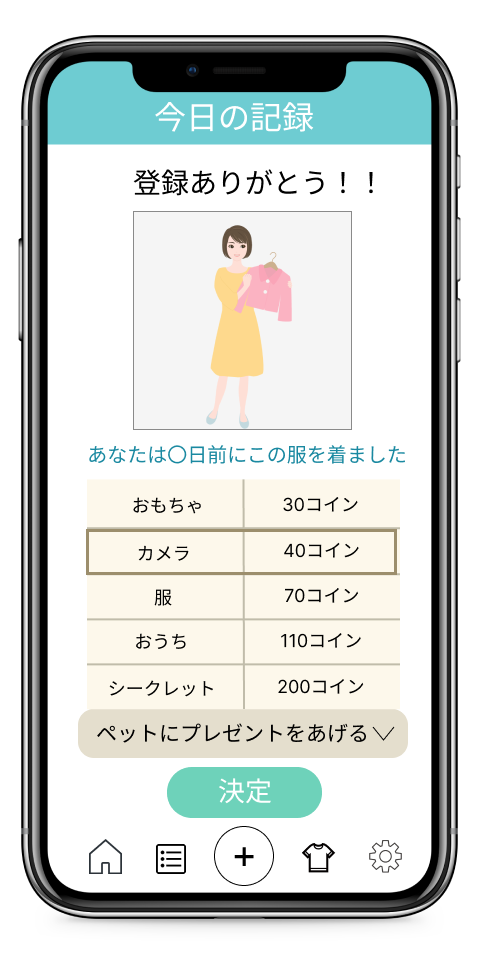 今日の記録
登録ありがとう！！
あなたは〇日前にこの服を着ました
おもちゃ 30コイン
カメラ 40コイン
服 70コイン
おうち 110コイン
シークレット 200コイン
ペットにプレゼントをあげる
決定